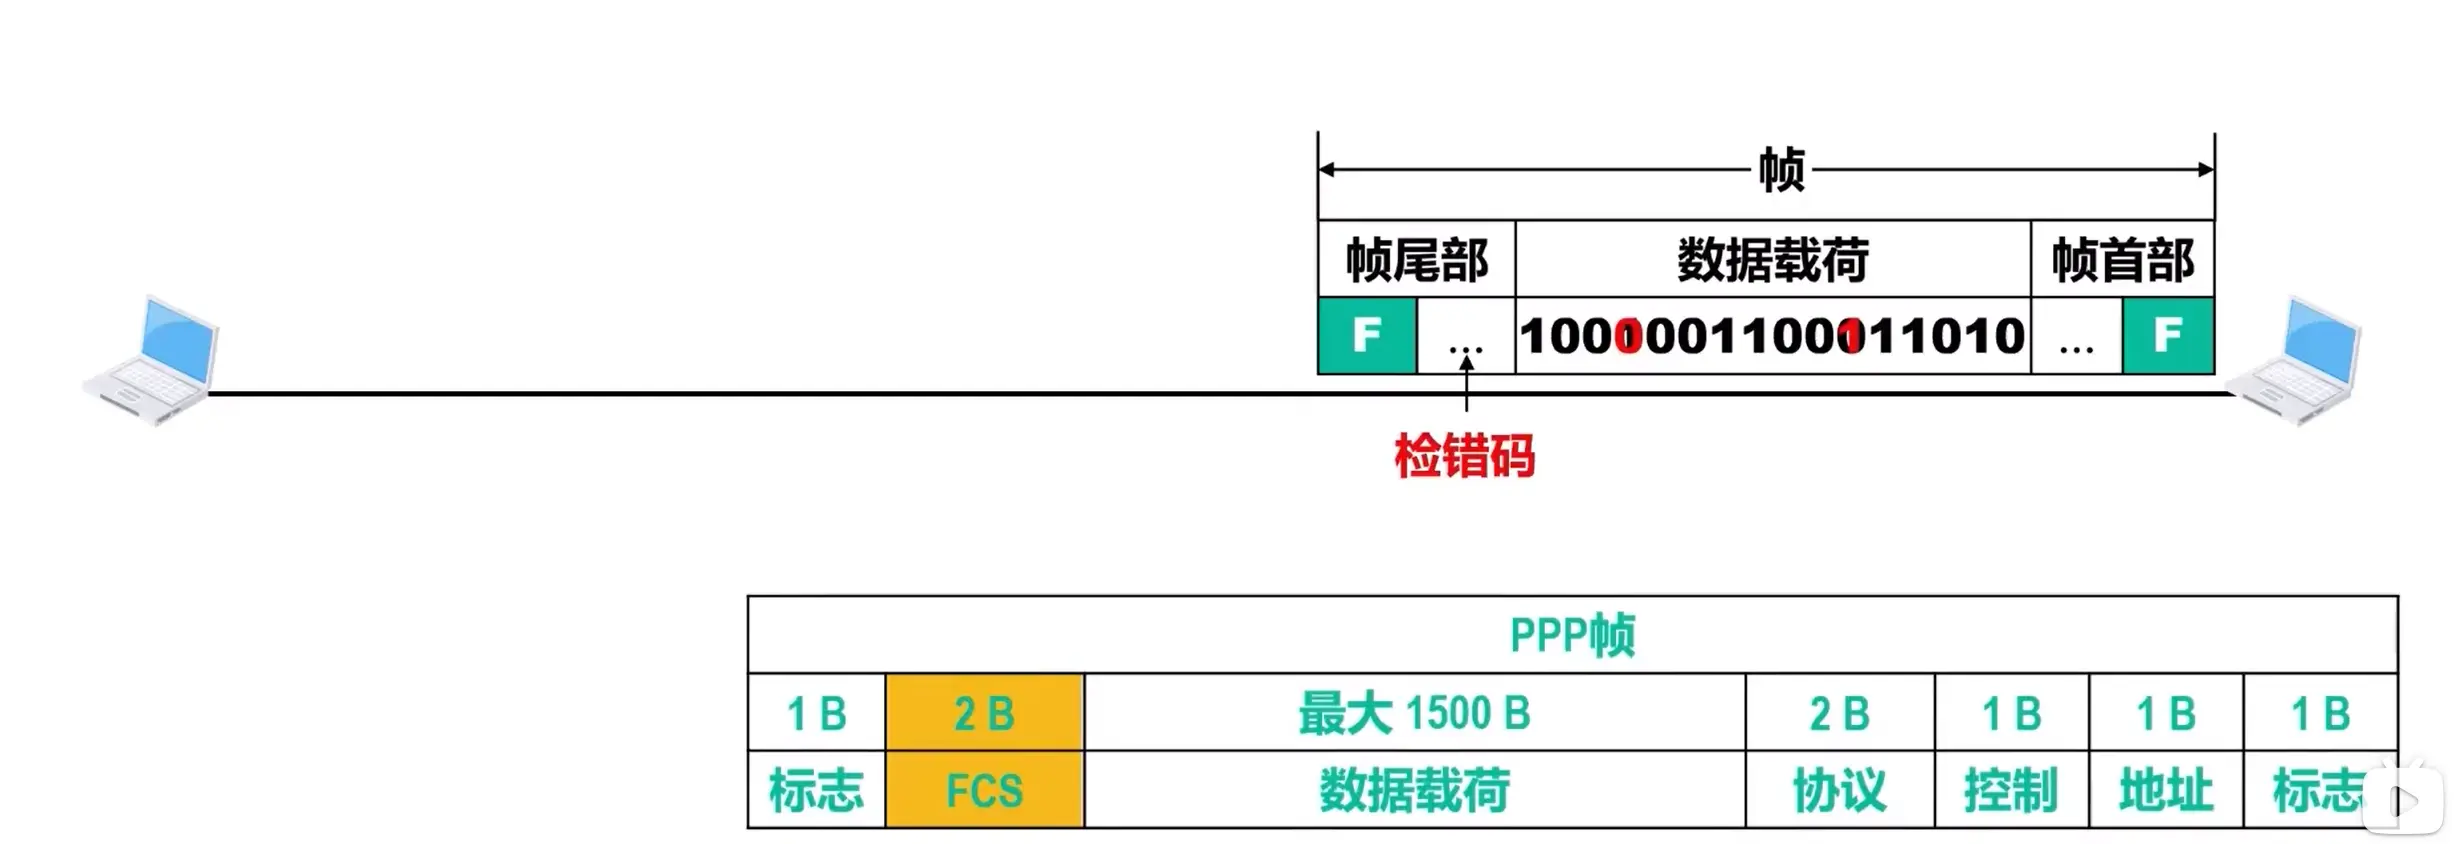 帧
帧尾部 数据载荷 帧首部
F ... 1000001100111010 ... F
检错码
PPP帧
1 B 2 B 最大 1500 B 2 B 1 B 1 B 1 B
标志 FCS 数据载荷 协议 控制 地址 标志